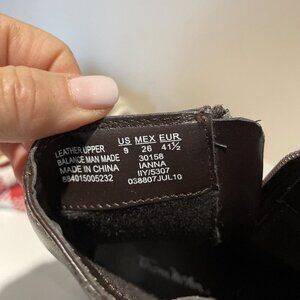 US MEX EUR
LEATHER UPPER 9 26 41½
BALANCE MAN MADE 30158
MADE IN CHINA IANNA
884015005232 IIY/5307
038807JUL10